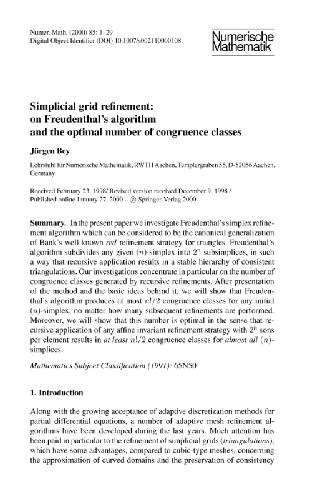 Numer. Math. (2000) 85: 1–29
Digital Object Identifier (DOI) 10.1007/s002110000108
Numerische
Mathematik
Simplicial grid refinement:
on Freudenthal's algorithm
and the optimal number of congruence classes
Jürgen Bey
Lehrstuhl für Numerische Mathematik, RWTH Aachen, Templergraben 55, D-52056 Aachen,
Germany
Received February 23, 1998/ Revised version received December 9, 1998 /
Published online January 27, 2000 – © Springer-Verlag 2000
Summary. In the present paper we investigate Freudenthal's simplex refine-
ment algorithm which can be considered to be the canonical generalization
of Bank's well known red refinement strategy for triangles. Freudenthal's
algorithm subdivides any given (n)-simplex into 2ⁿ subsimplices, in such
a way that recursive application results in a stable hierarchy of consistent
triangulations. Our investigations concentrate in particular on the number of
congruence classes generated by recursive refinements. After presentation
of the method and the basic ideas behind it, we will show that Freuden-
thal's algorithm produces at most n!/2 congruence classes for any initial
(n)-simplex, no matter how many subsequent refinements are performed.
Moreover, we will show that this number is optimal in the sense that re-
cursive application of any affine invariant refinement strategy with 2ⁿ sons
per element results in at least n!/2 congruence classes for almost all (n)-
simplices.
Mathematics Subject Classification (1991): 65N50
1. Introduction
Along with the growing acceptance of adaptive discretization methods for
partial differential equations, a number of adaptive mesh refinement al-
gorithms have been developed during the last years. Much attention has
been paid in particular to the refinement of simplicial grids (triangulations),
which have some advantages, compared to cubic-type meshes, concerning
the approximation of curved domains and the preservation of consistency